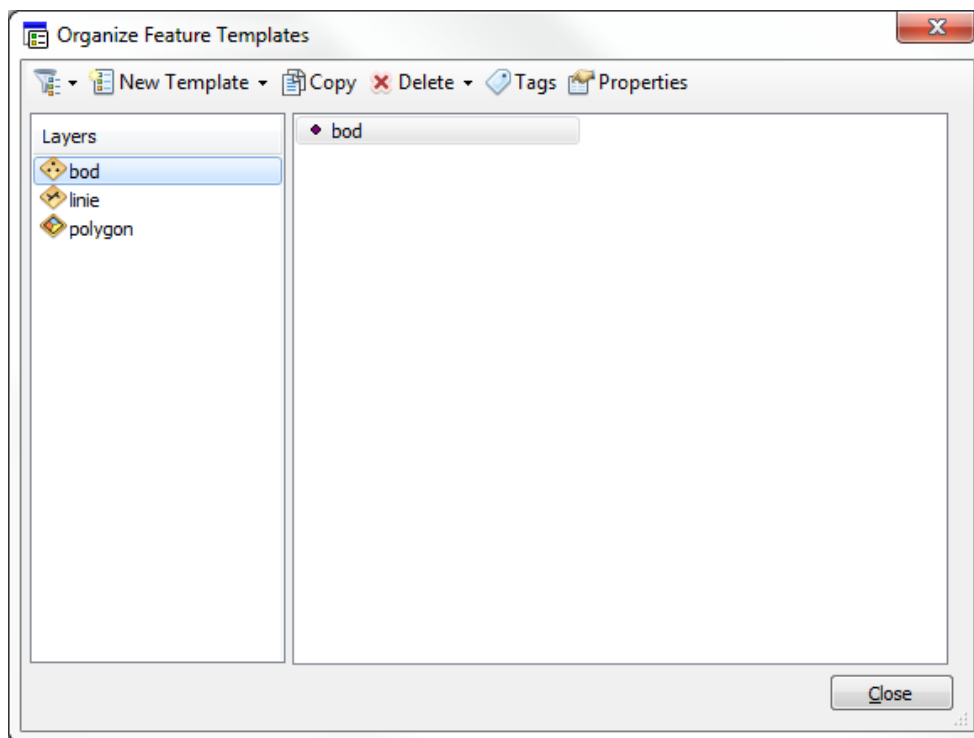 Organize Feature Templates
New Template Copy Delete Tags Properties
Layers
bod
linie
polygon
bod
Close